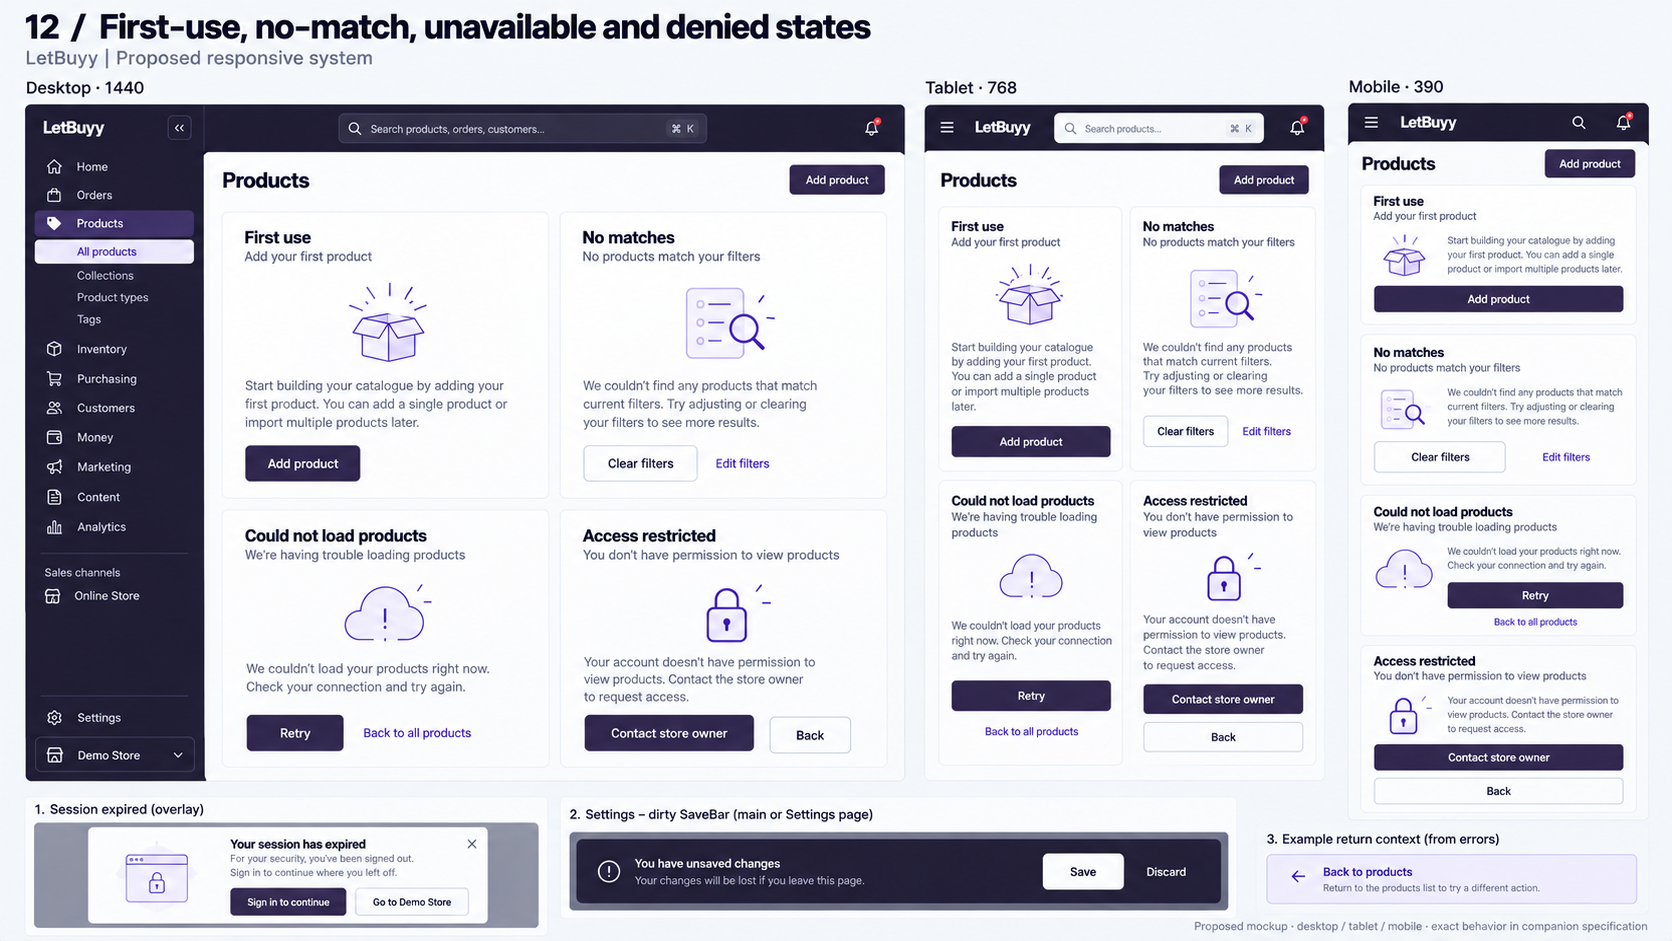 12 / First-use, no-match, unavailable and denied states
LetBuyy | Proposed responsive system
Desktop · 1440
LetBuyy
«
Search products, orders, customers...
⌘ K
Home
Orders
Products
All products
Collections
Product types
Tags
Inventory
Purchasing
Customers
Money
Marketing
Content
Analytics
Sales channels
Online Store
Settings
Demo Store
Products
Add product
First use
Add your first product
Start building your catalogue by adding your
first product. You can add a single product or
import multiple products later.
Add product
No matches
No products match your filters
We couldn't find any products that match
current filters. Try adjusting or clearing
your filters to see more results.
Clear filters
Edit filters
Could not load products
We're having trouble loading products
We couldn't load your products right now.
Check your connection and try again.
Retry
Back to all products
Access restricted
You don't have permission to view products
Your account doesn't have permission to
view products. Contact the store owner
to request access.
Contact store owner
Back
Tablet · 768
LetBuyy
Search products...
⌘ K
Products
Add product
First use
Add your first product
Start building your catalogue
by adding your first product.
You can add a single product
or import multiple products
later.
Add product
No matches
No products match your filters
We couldn't find any products
that match current filters.
Try adjusting or clearing
your filters to see more results.
Clear filters
Edit filters
Could not load products
We're having trouble loading
products
We couldn't load your products
right now. Check your connection
and try again.
Retry
Back to all products
Access restricted
You don't have permission to
view products
Your account doesn't have
permission to view products.
Contact the store owner
to request access.
Contact store owner
Back
Mobile · 390
LetBuyy
Products
Add product
First use
Add your first product
Start building your catalogue by adding
your first product. You can add a single
product or import multiple products later.
Add product
No matches
No products match your filters
We couldn't find any products that match
current filters. Try adjusting or clearing
your filters to see more results.
Clear filters
Edit filters
Could not load products
We're having trouble loading products
We couldn't load your products right now.
Check your connection and try again.
Retry
Back to all products
Access restricted
You don't have permission to view products
Your account doesn't have permission to
view products. Contact the store owner
to request access.
Contact store owner
Back
1. Session expired (overlay)
Your session has expired
For your security, you've been signed out.
Sign in to continue where you left off.
Sign in to continue
Go to Demo Store
2. Settings – dirty SaveBar (main or Settings page)
You have unsaved changes
Your changes will be lost if you leave this page.
Save
Discard
3. Example return context (from errors)
Back to products
Return to the products list to try a different action.
Proposed mockup · desktop / tablet / mobile · exact behavior in companion specification